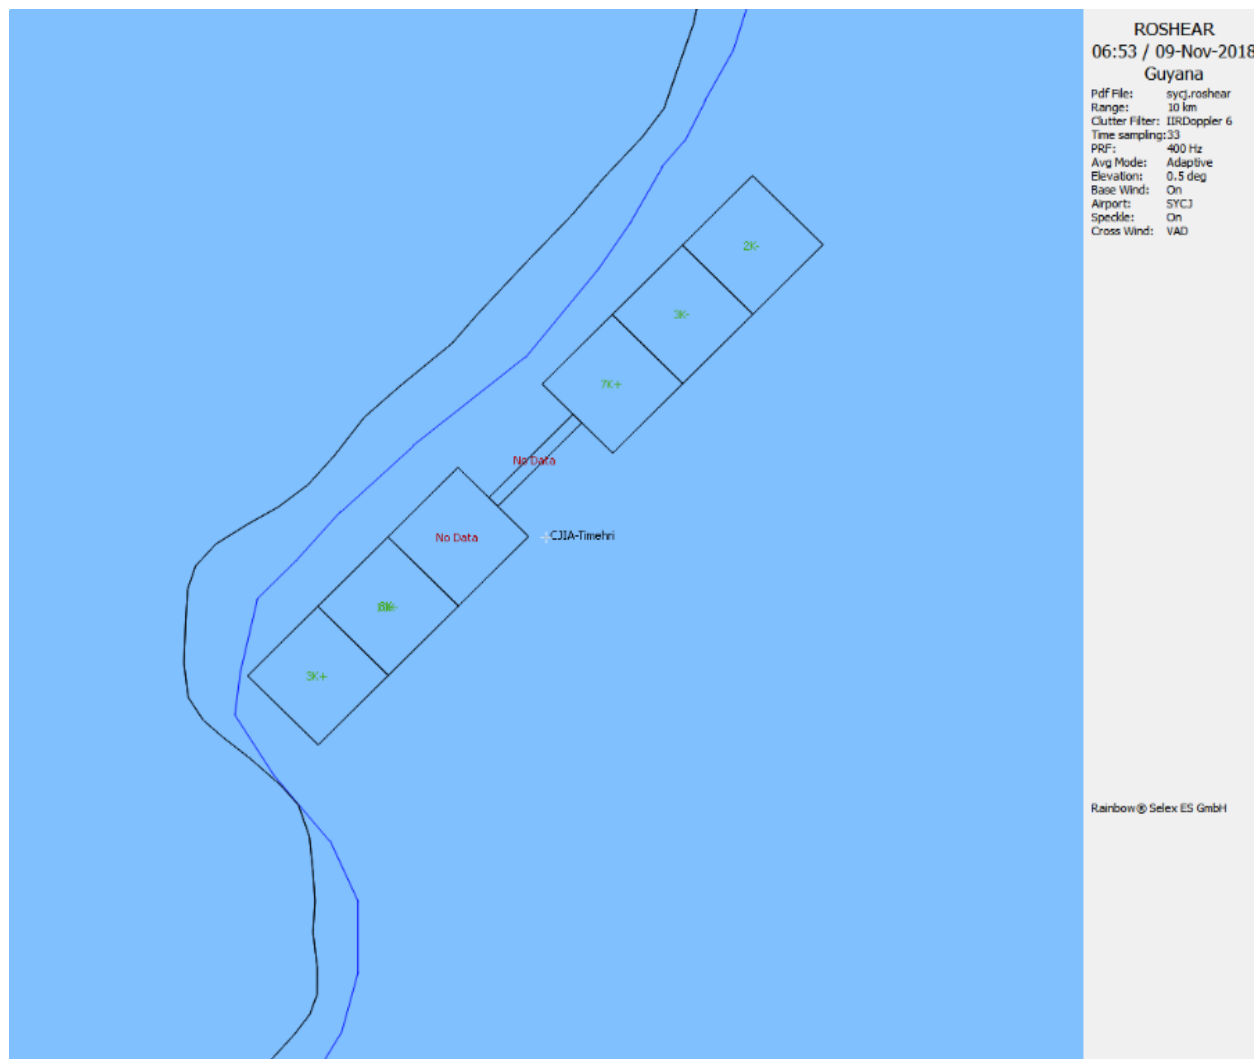 ROSHEAR
06:53 / 09-Nov-2018
Guyana
Pdf File: sycj.roshear
Range: 10 km
Clutter Filter: IIRDoppler 6
Time sampling:33
PRF: 400 Hz
Avg Mode: Adaptive
Elevation: 0.5 deg
Base Wind: On
Airport: SYCJ
Speckle: On
Cross Wind: VAD
2K-
3K-
7K+
No Data
No Data
CJIA-Timehri
3K+
Rainbow® Selex ES GmbH